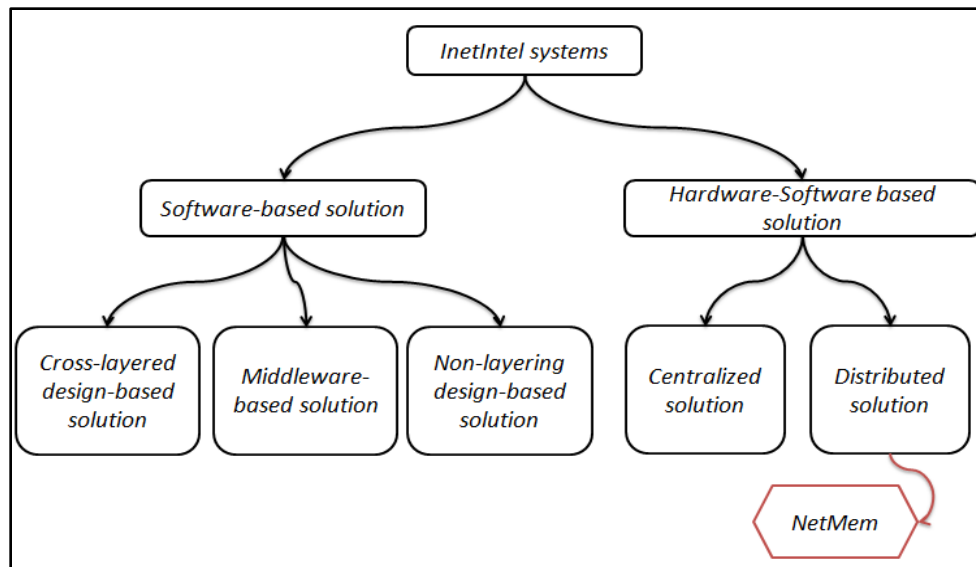 InetIntel systems
Software-based solution
Hardware-Software based
solution
Cross-layered
design-based
solution
Middleware-
based solution
Non-layering
design-based
solution
Centralized
solution
Distributed
solution
NetMem